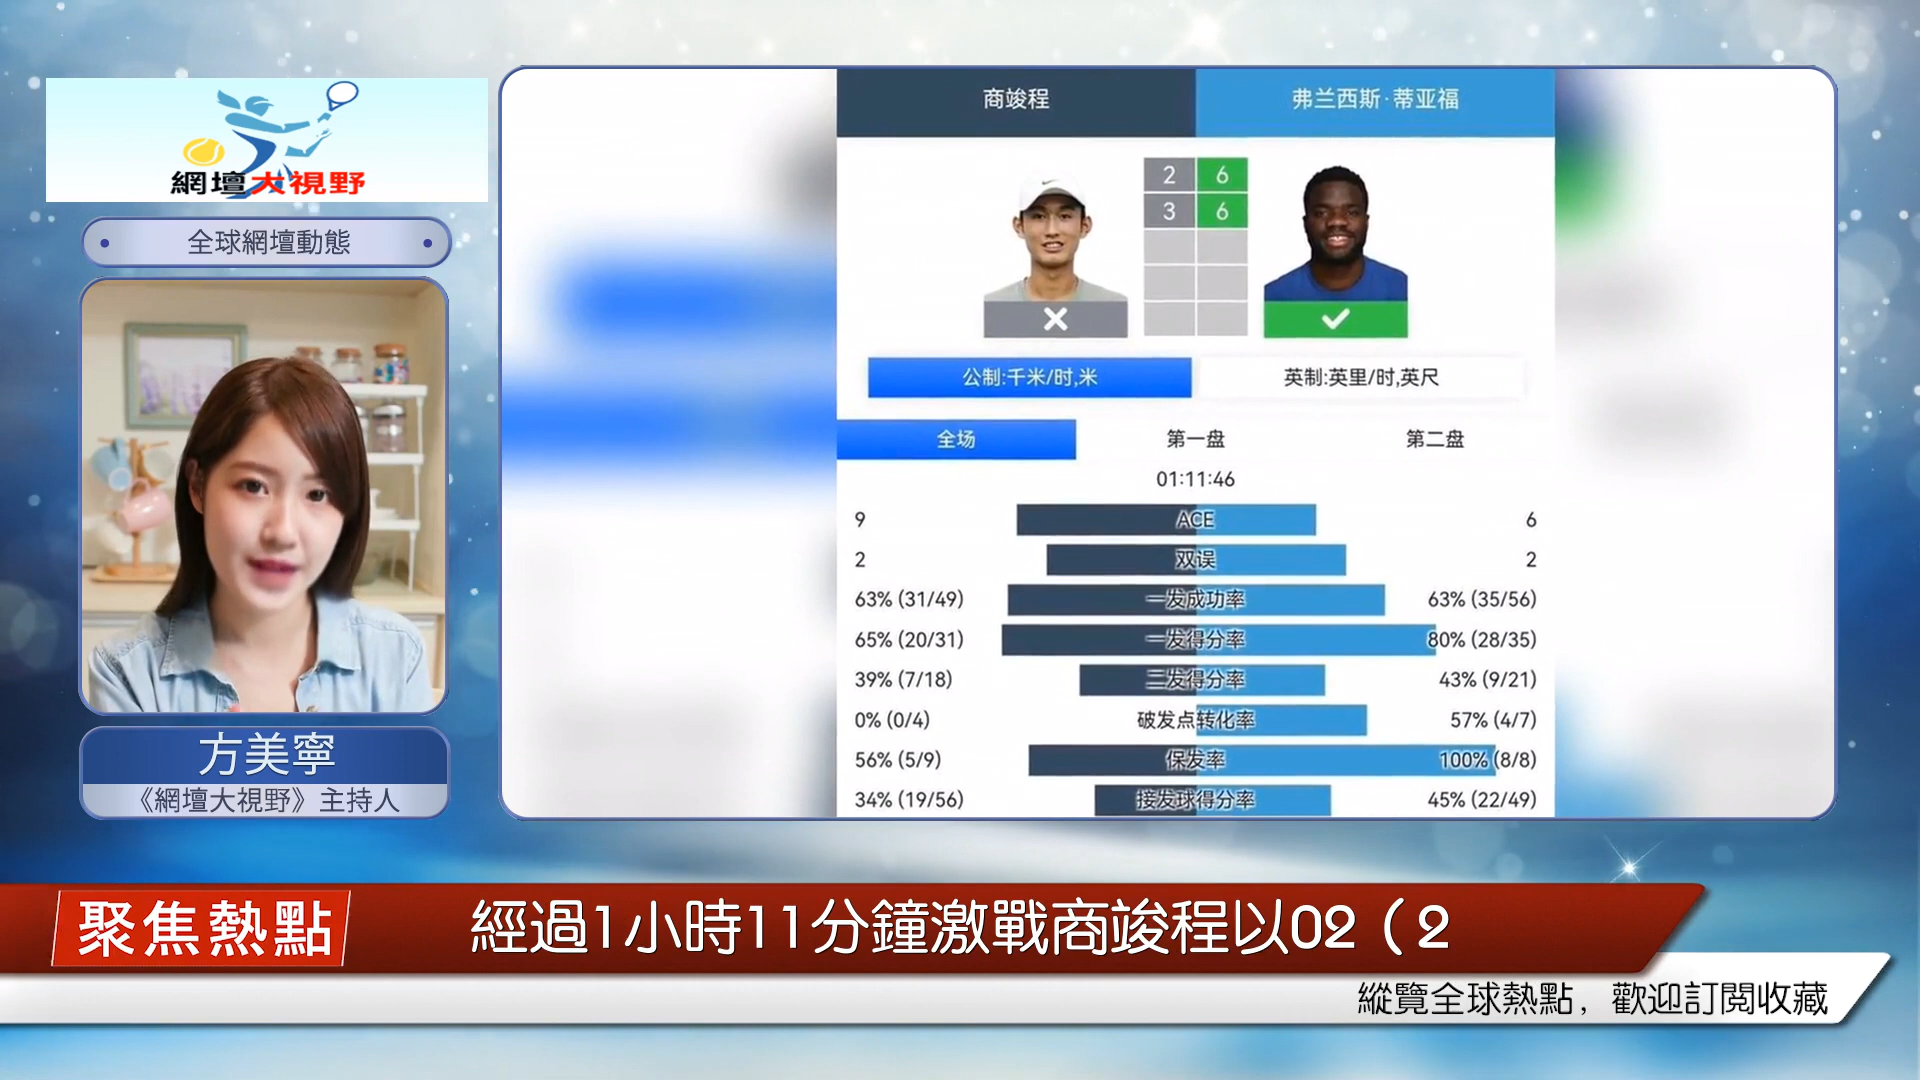 網壇大視野
全球網壇動態
方美寧
《網壇大視野》主持人
商竣程 弗兰西斯·蒂亚福
2 6
3 6
公制:千米/时,米 英制:英里/时,英尺
全场 第一盘 第二盘
01:11:46
9 ACE 6
2 双误 2
63% (31/49) 一发成功率 63% (35/56)
65% (20/31) 一发得分率 80% (28/35)
39% (7/18) 二发得分率 43% (9/21)
0% (0/4) 破发点转化率 57% (4/7)
56% (5/9) 保发率 100% (8/8)
34% (19/56) 接发球得分率 45% (22/49)
聚焦熱點 經過1小時11分鐘激戰商竣程以02（2
縱覽全球熱點，歡迎訂閱收藏